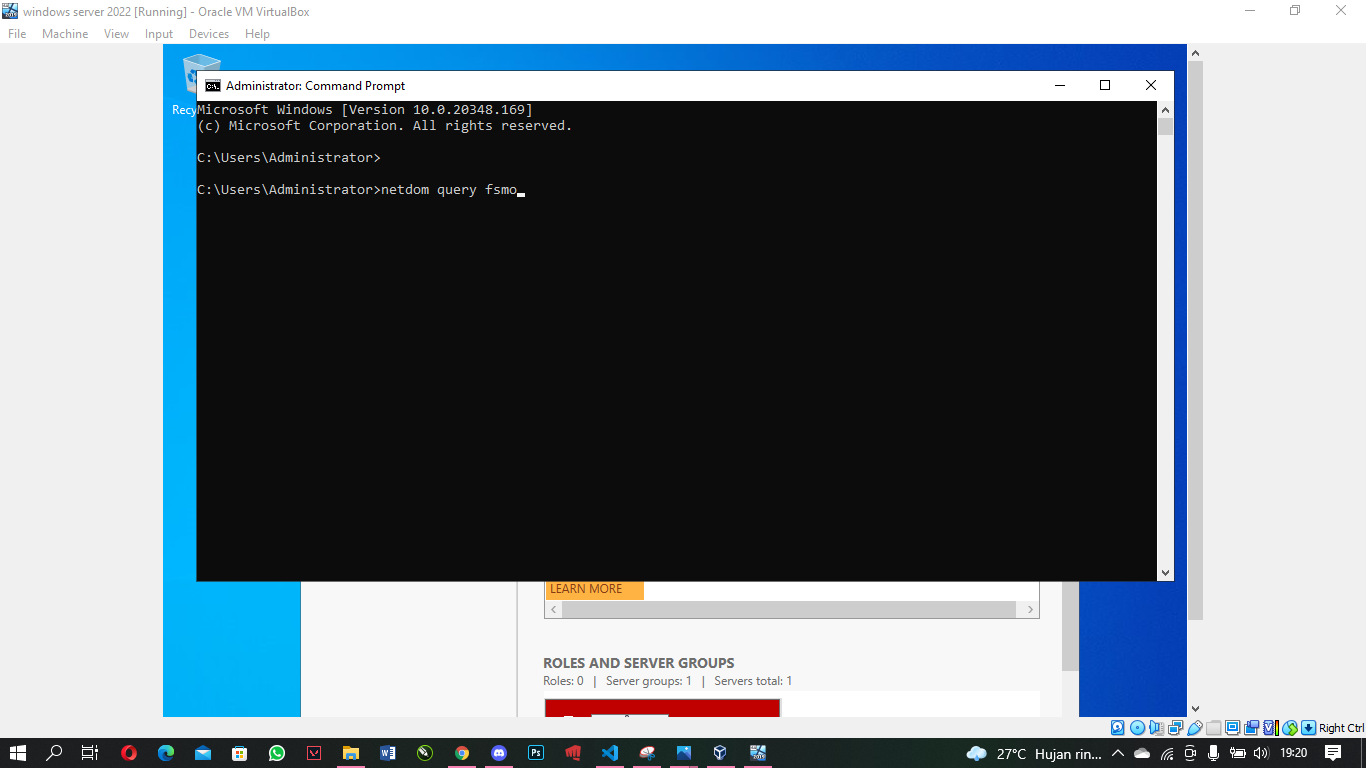 windows server 2022 [Running] - Oracle VM VirtualBox
File Machine View Input Devices Help
Administrator: Command Prompt
Recy
Microsoft Windows [Version 10.0.20348.169]
(c) Microsoft Corporation. All rights reserved.
C:\Users\Administrator>
C:\Users\Administrator>netdom query fsmo
LEARN MORE
ROLES AND SERVER GROUPS
Roles: 0 | Server groups: 1 | Servers total: 1
Right Ctrl
27°C Hujan rin... 19:20